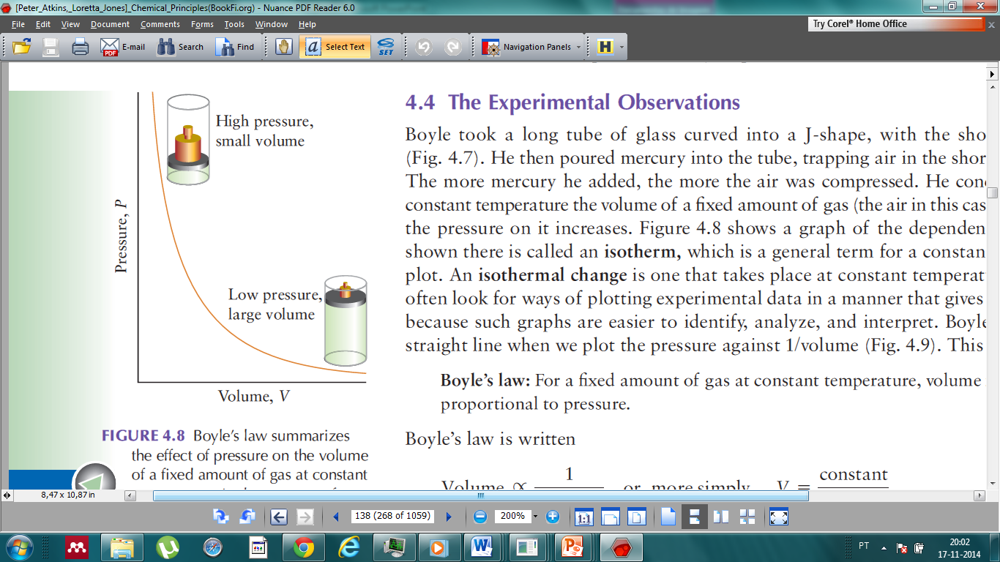 [Peter_Atkins,_Loretta_Jones]_Chemical_Principles(BookFi.org) - Nuance PDF Reader 6.0
File Edit View Document Comments Forms Tools Window Help
Try Corel® Home Office
PDF E-mail Search Find a Select Text SET Navigation Panels H
High pressure,
small volume
Pressure, P
Low pressure,
large volume
Volume, V
FIGURE 4.8 Boyle’s law summarizes
the effect of pressure on the volume
of a fixed amount of gas at constant
4.4 The Experimental Observations
Boyle took a long tube of glass curved into a J-shape, with the sho
(Fig. 4.7). He then poured mercury into the tube, trapping air in the shor
The more mercury he added, the more the air was compressed. He con
constant temperature the volume of a fixed amount of gas (the air in this cas
the pressure on it increases. Figure 4.8 shows a graph of the dependen
shown there is called an isotherm, which is a general term for a constan
plot. An isothermal change is one that takes place at constant temperat
often look for ways of plotting experimental data in a manner that gives
because such graphs are easier to identify, analyze, and interpret. Boyle
straight line when we plot the pressure against 1/volume (Fig. 4.9). This
Boyle’s law: For a fixed amount of gas at constant temperature, volume
proportional to pressure.
Boyle’s law is written
Volume ∝ 1 or, more simply V = constant
8,47 x 10,87 in
138 (268 of 1059) 200% 1:1
PT 20:02
17-11-2014